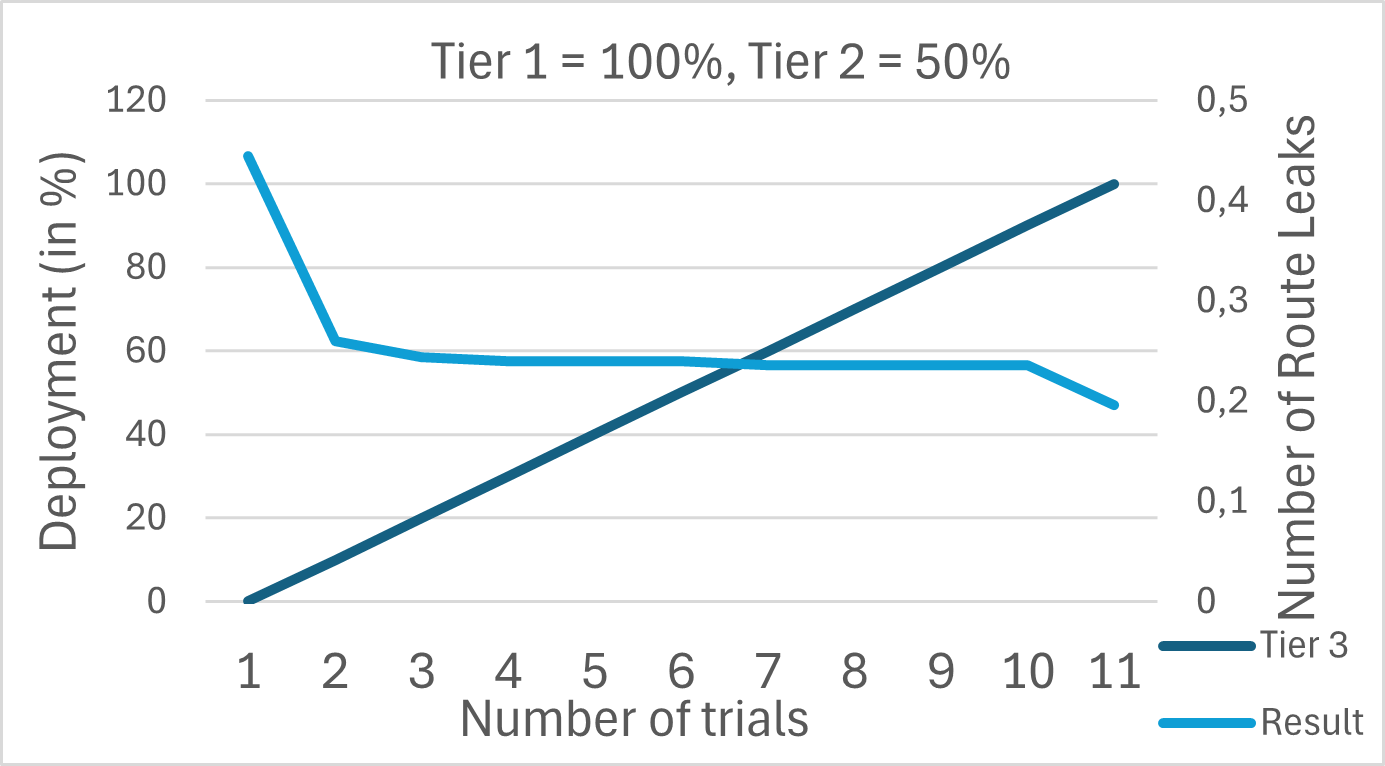 Tier 1 = 100%, Tier 2 = 50%
Deployment (in %)
120
100
80
60
40
20
0
0,5
0,4
0,3
0,2
0,1
0
Number of Route Leaks
1 2 3 4 5 6 7 8 9 10 11
Number of trials
Tier 3
Result